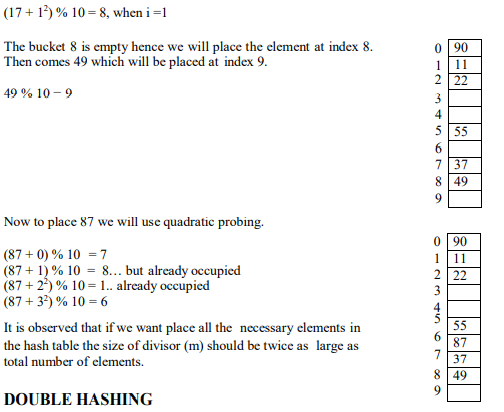 (17 + 1²) % 10 = 8, when i =1
The bucket 8 is empty hence we will place the element at index 8.
Then comes 49 which will be placed at index 9.
49 % 10 – 9
0 90
1 11
2 22
3
4
5 55
6
7 37
8 49
9
Now to place 87 we will use quadratic probing.
(87 + 0) % 10 = 7
(87 + 1) % 10 = 8... but already occupied
(87 + 2²) % 10 = 1.. already occupied
(87 + 3²) % 10 = 6
It is observed that if we want place all the necessary elements in
the hash table the size of divisor (m) should be twice as large as
total number of elements.
0 90
1 11
2 22
3
4
5 55
6 87
7 37
8 49
9
DOUBLE HASHING